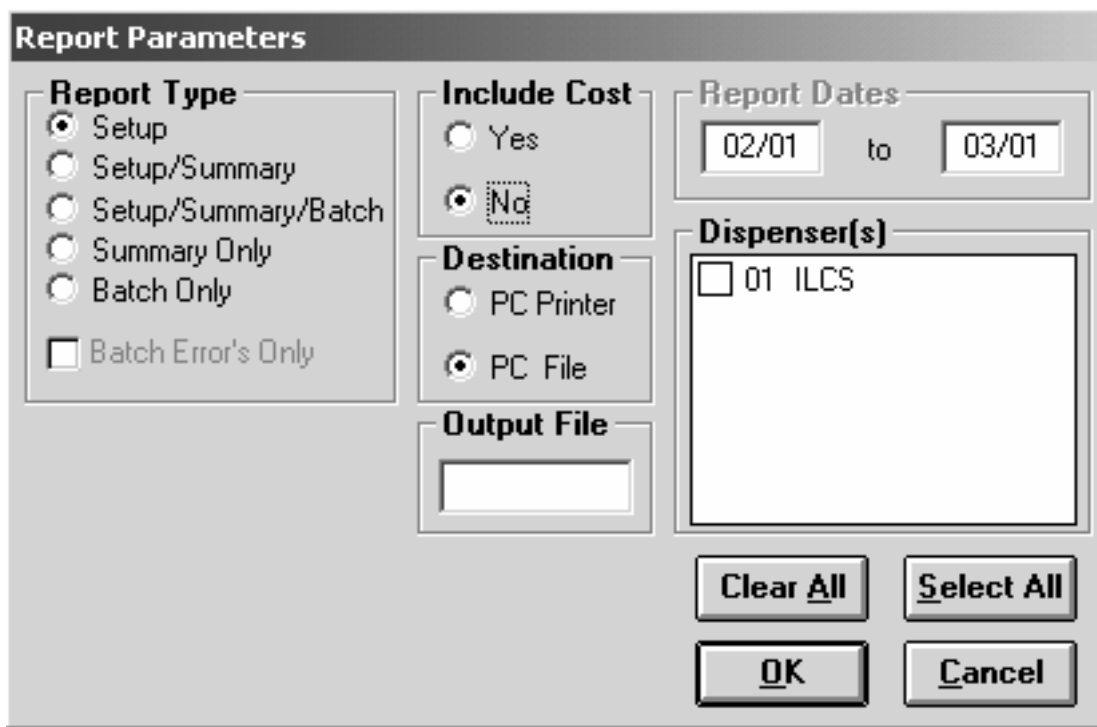 Report Parameters
Report Type
Setup
Setup/Summary
Setup/Summary/Batch
Summary Only
Batch Only
Batch Error's Only
Include Cost
Yes
No
Destination
PC Printer
PC File
Output File
Report Dates
02/01 to 03/01
Dispenser(s)
01 ILCS
Clear All
Select All
OK
Cancel